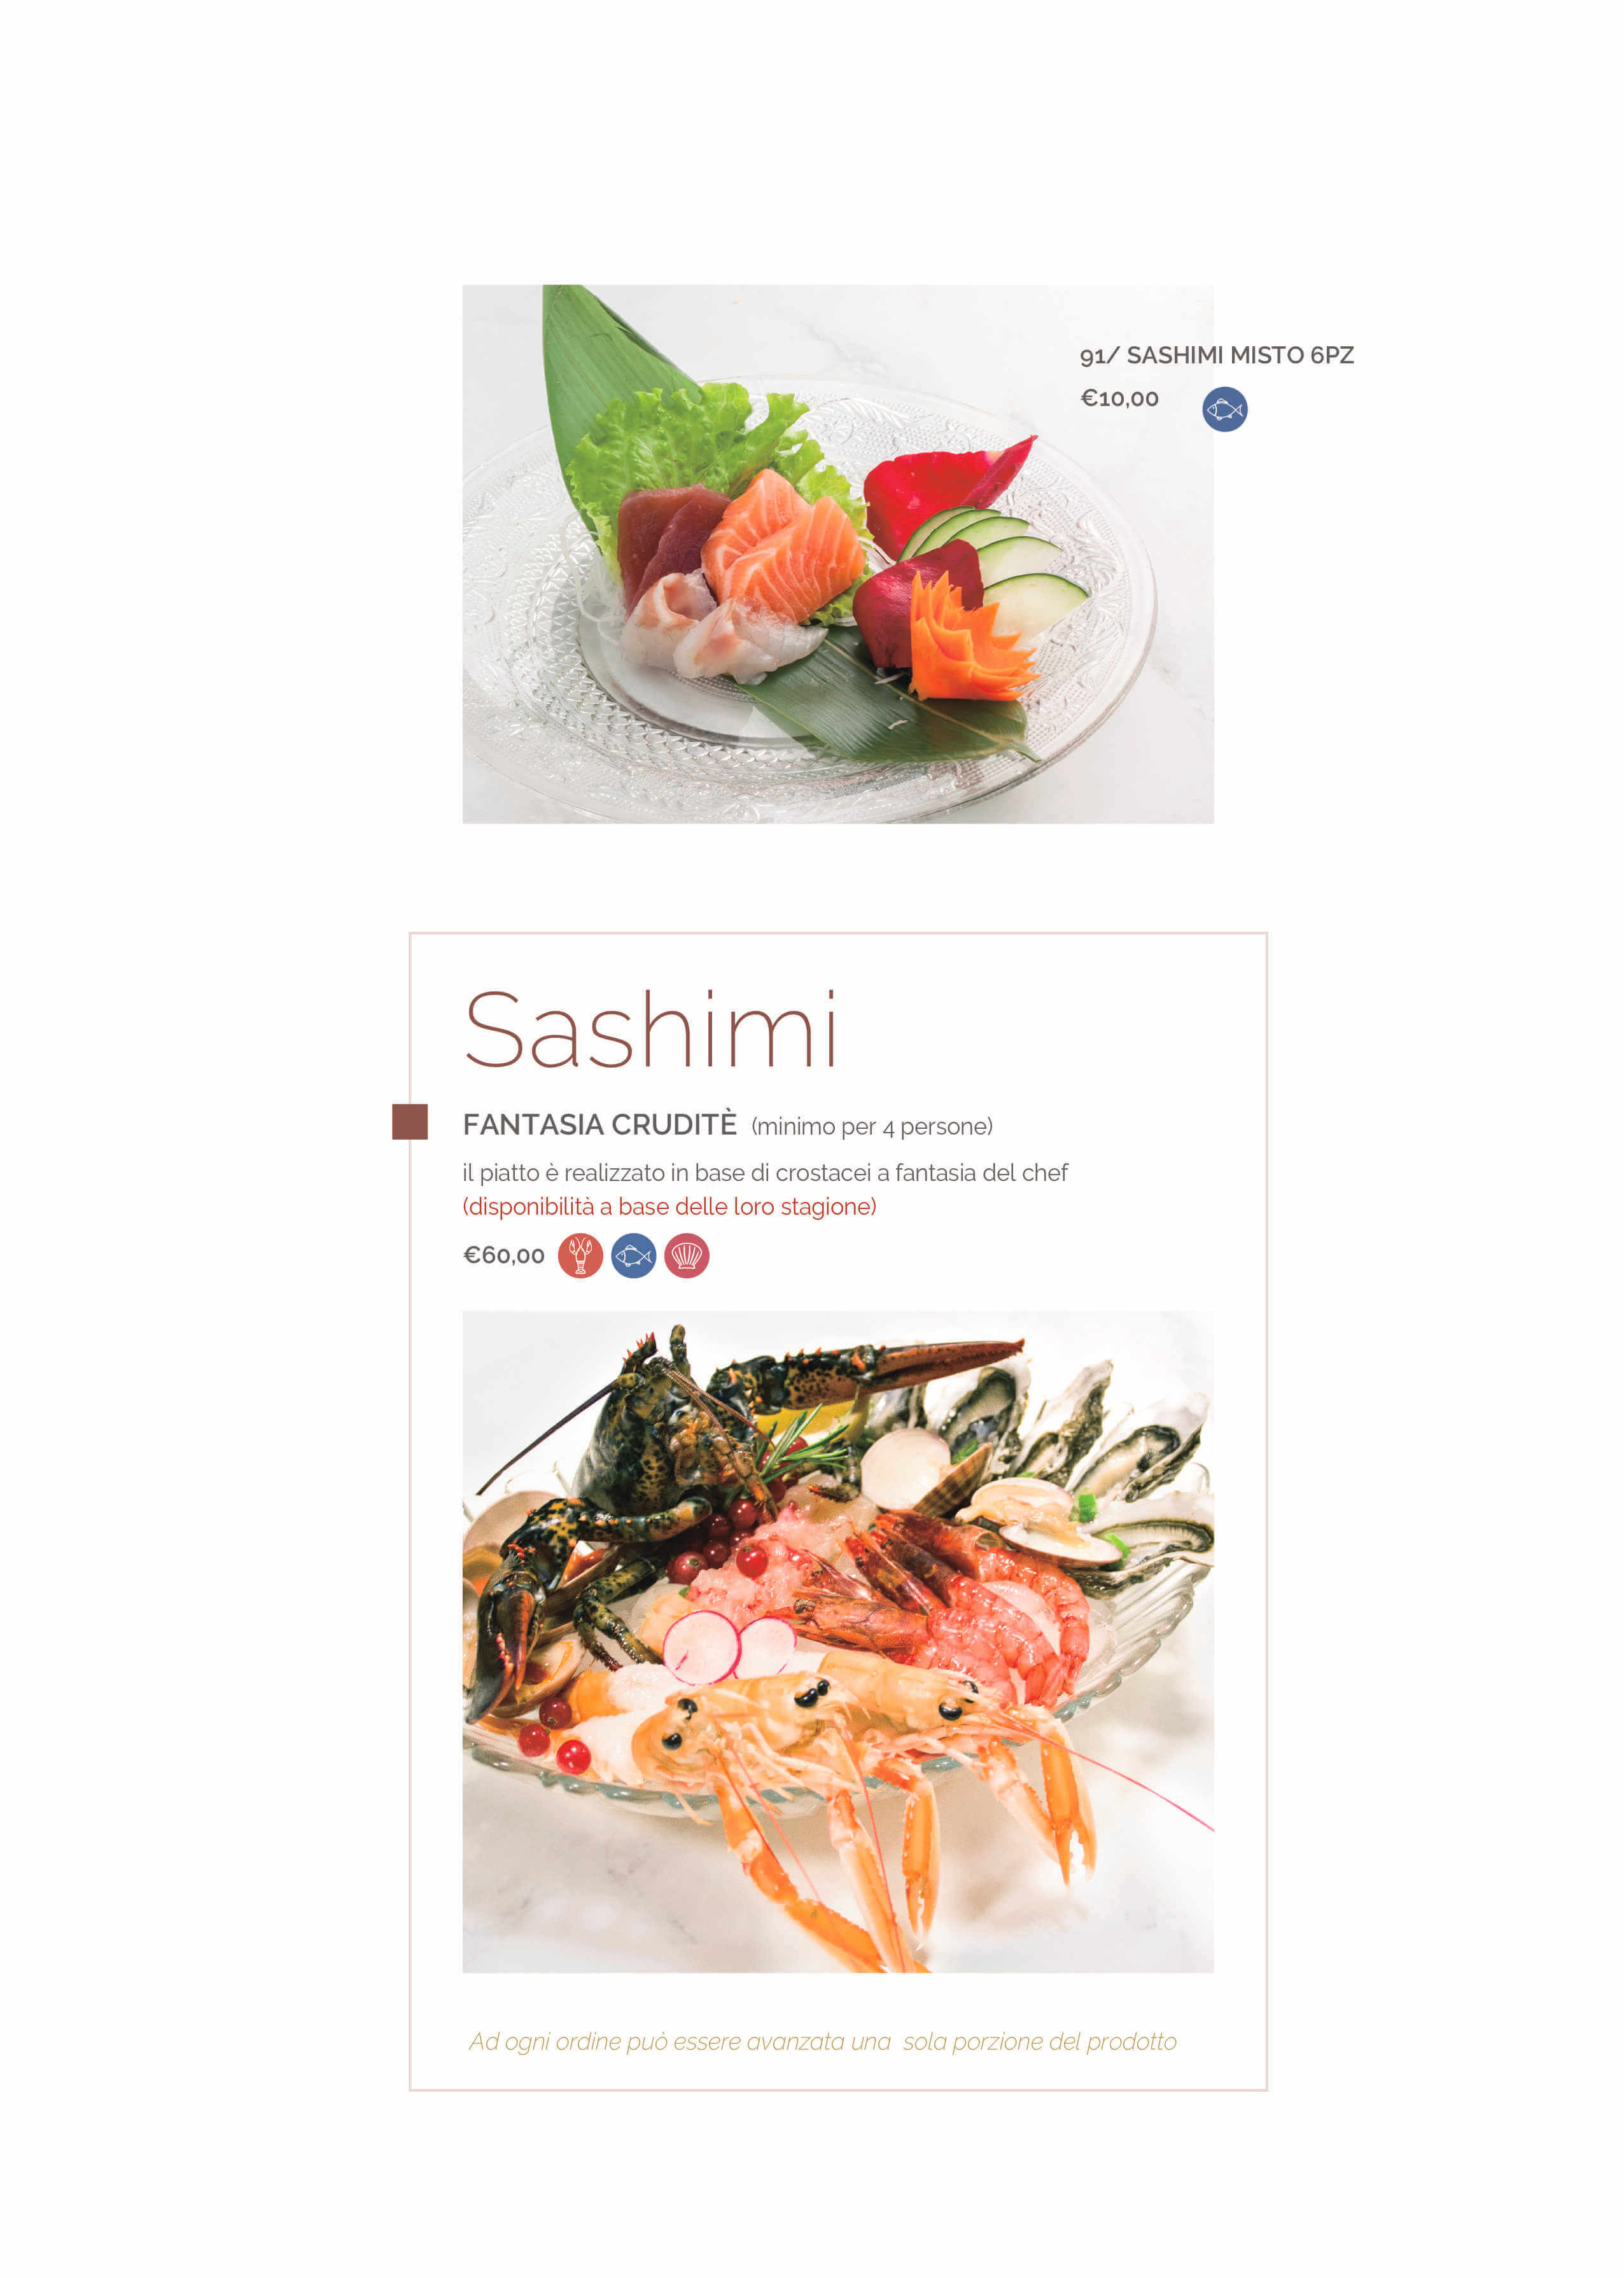 91/ SASHIMI MISTO 6PZ
€10,00
Sashimi
FANTASIA CRUDITÈ (minimo per 4 persone)
il piatto è realizzato in base di crostacei a fantasia del chef
(disponibilità a base delle loro stagione)
€60,00
Ad ogni ordine può essere avanzata una sola porzione del prodotto